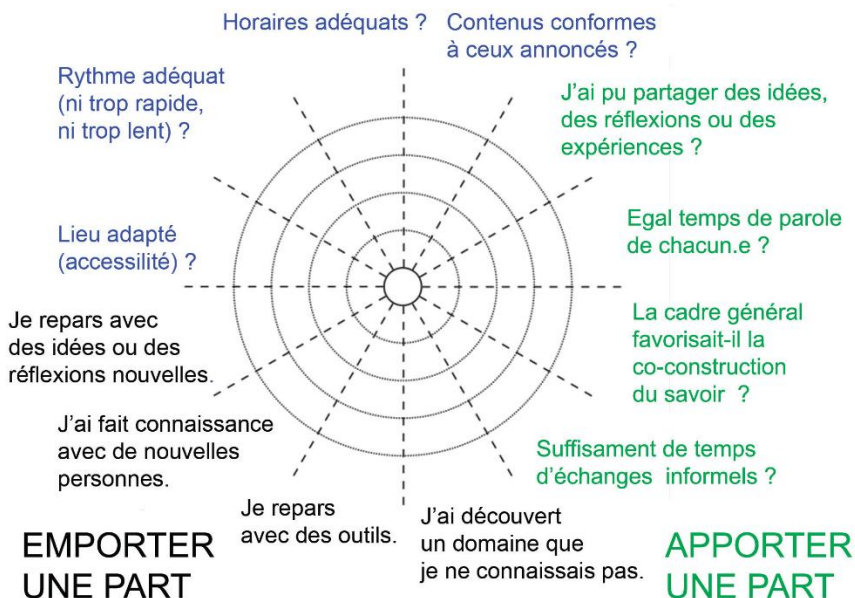 Horaires adéquats ?
Contenus conformes
à ceux annoncés ?
Rythme adéquat
(ni trop rapide,
ni trop lent) ?
J'ai pu partager des idées,
des réflexions ou des
expériences ?
Egal temps de parole
de chacun.e ?
Lieu adapté
(accessilité) ?
La cadre général
favorisait-il la
co-construction
du savoir ?
Je repars avec
des idées ou des
réflexions nouvelles.
J'ai fait connaissance
avec de nouvelles
personnes.
Suffisament de temps
d'échanges informels ?
Je repars
avec des outils.
J'ai découvert
un domaine que
je ne connaissais pas.
EMPORTER
UNE PART
APPORTER
UNE PART